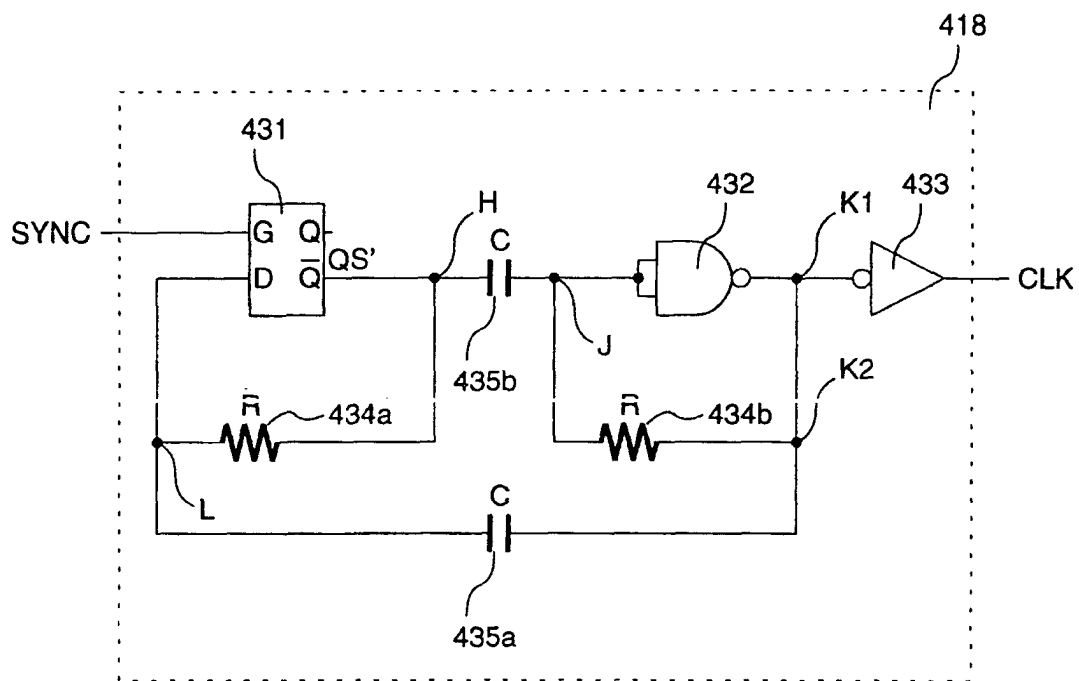 418
431
SYNC
G Q
D Q̅
QS'
H
C
435b
J
432
K1
433
CLK
K2
R
434a
R
434b
L
C
435a